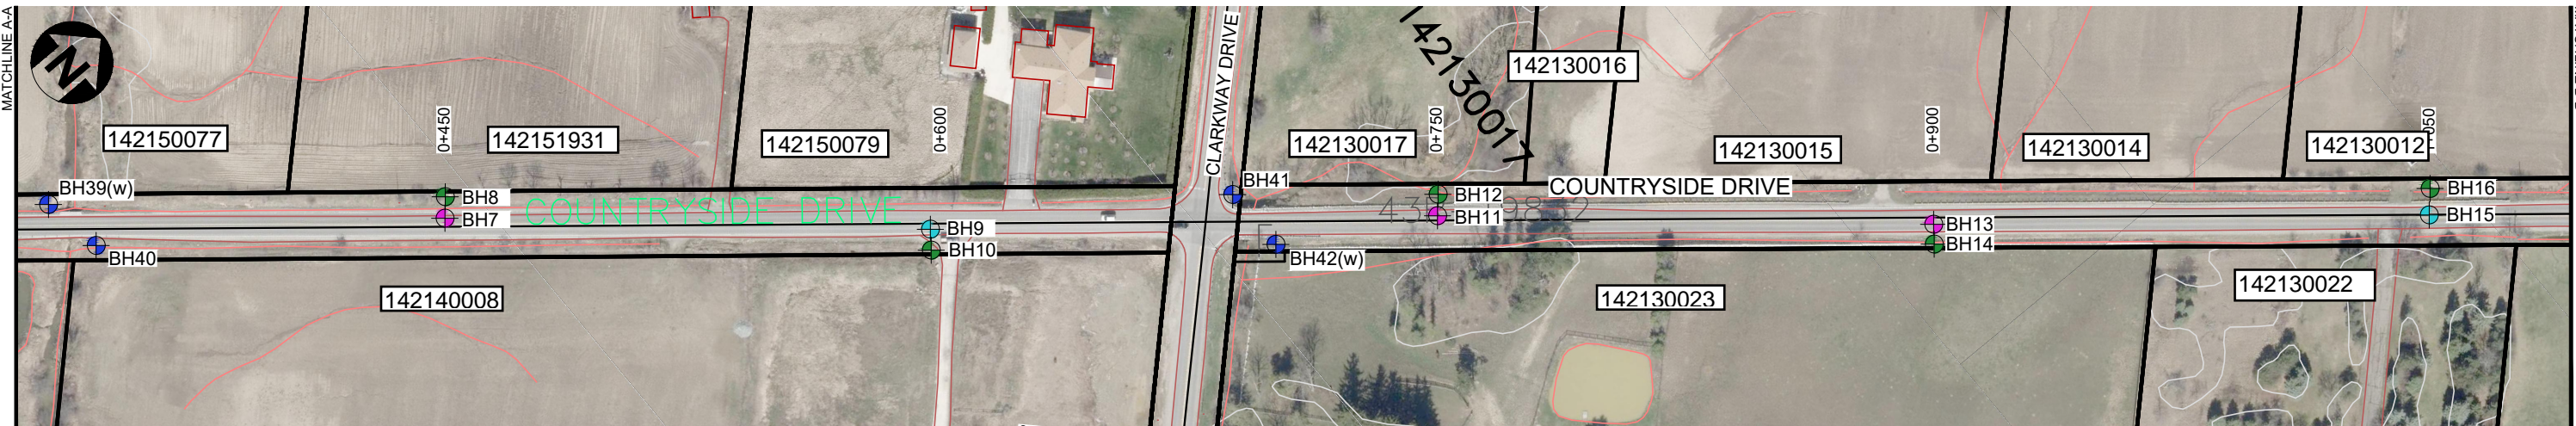 MATCHLINE A-A
N
142150077
0+450
142151931
142150079
0+600
CLARKWAY DRIVE
142130017
0+750
142130017
142130016
142130015
0+900
142130014
142130012
BH39(w)
BH8
BH7
COUNTRYSIDE DRIVE
BH9
BH10
BH40
BH41
BH12
BH11
COUNTRYSIDE DRIVE
BH13
BH14
BH16
BH15
BH42(w)
142140008
142130023
142130022